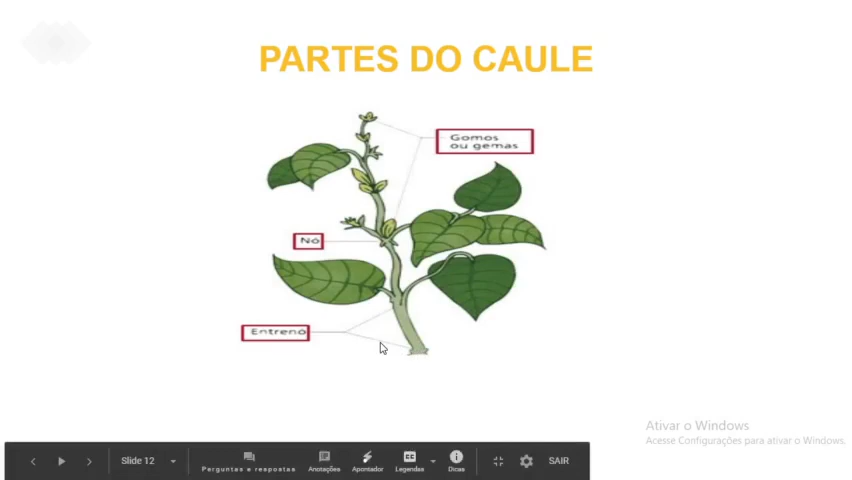 PARTES DO CAULE
Gomos
ou gemas
Nó
Entrenó
Ativar o Windows
Acesse Configurações para ativar o Windows.
Slide 12
Perguntas e respostas
Anotações
Apontador
Legendas
Dicas
SAIR